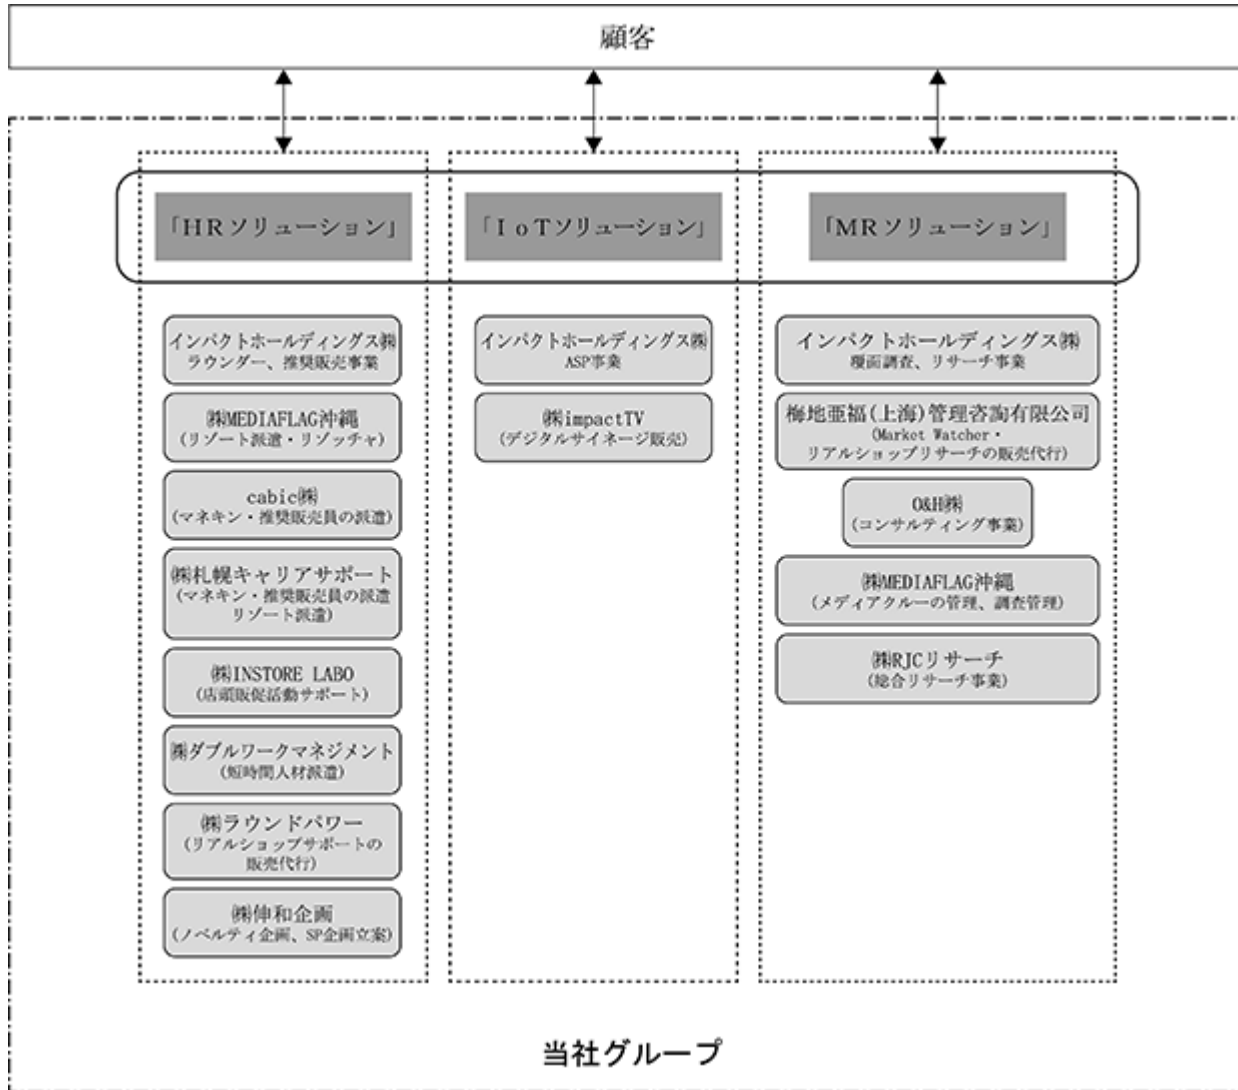 顧客
「HRソリューション」
インパクトホールディングス㈱
ラウンダー、推奨販売事業
㈱MEDIAFLAG沖縄
(リゾート派遣・リゾッチャ)
cabic㈱
(マネキン・推奨販売員の派遣)
㈱札幌キャリアサポート
(マネキン・推奨販売員の派遣
リゾート派遣)
㈱INSTORE LABO
(店頭販促活動サポート)
㈱ダブルワークマネジメント
(短時間人材派遣)
㈱ラウンドパワー
(リアルショップサポートの
販売代行)
㈱伸和企画
(ノベルティ企画、SP企画立案)
「IoTソリューション」
インパクトホールディングス㈱
ASP事業
㈱impactTV
(デジタルサイネージ販売)
「MRソリューション」
インパクトホールディングス㈱
覆面調査、リサーチ事業
梅地亜福(上海)管理咨詢有限公司
(Market Watcher・
リアルショップリサーチの販売代行)
O&H㈱
(コンサルティング事業)
㈱MEDIAFLAG沖縄
(メディアクルーの管理、調査管理)
㈱RJCリサーチ
(総合リサーチ事業)
当社グループ